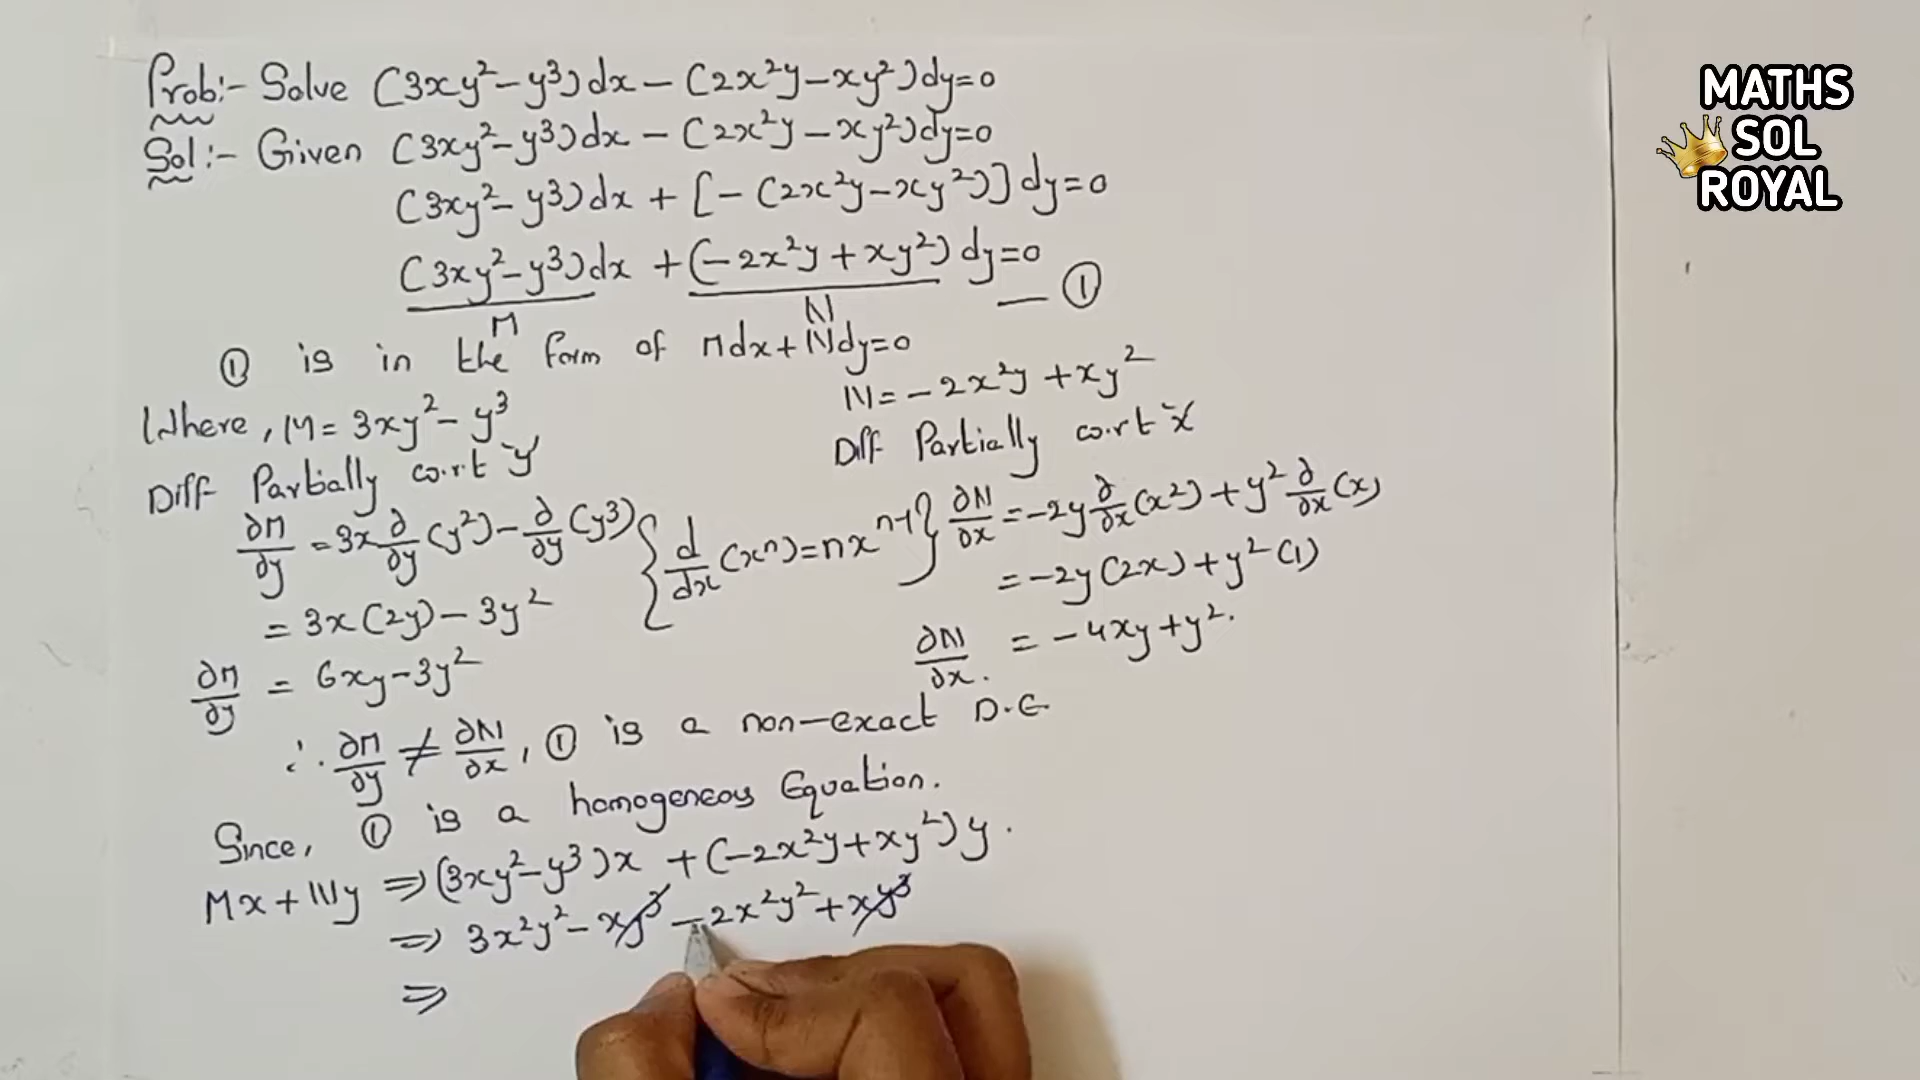 Prob:- Solve (3xy²-y³)dx-(2x²y-xy²)dy=0
Sol:- Given (3xy²-y³)dx-(2x²y-xy²)dy=0
(3xy²-y³)dx+[-(2x²y-xy²)]dy=0
(3xy²-y³)dx+(-2x²y+xy²)dy=0 — ①
M N
① is in the form of Mdx+Ndy=0
Where, M=3xy²-y³
Diff Partially w.r.t 'y'
∂M/∂y=3x ∂/∂y(y²)-∂/∂y(y³)
=3x(2y)-3y²
∂M/∂y=6xy-3y²
{d/dx(xⁿ)=nxⁿ⁻¹}
N=-2x²y+xy²
Diff Partially w.r.t 'x'
∂N/∂x=-2y ∂/∂x(x²)+y² ∂/∂x(x)
=-2y(2x)+y²(1)
∂N/∂x.=-4xy+y².
∴ ∂M/∂y≠∂N/∂x, ① is a non-exact D.E
Since, ① is a homogeneous Equation.
Mx+Ny⇒(3xy²-y³)x+(-2x²y+xy²)y.
⇒3x²y²-xy³-2x²y²+xy³
⇒
MATHS
SOL
ROYAL